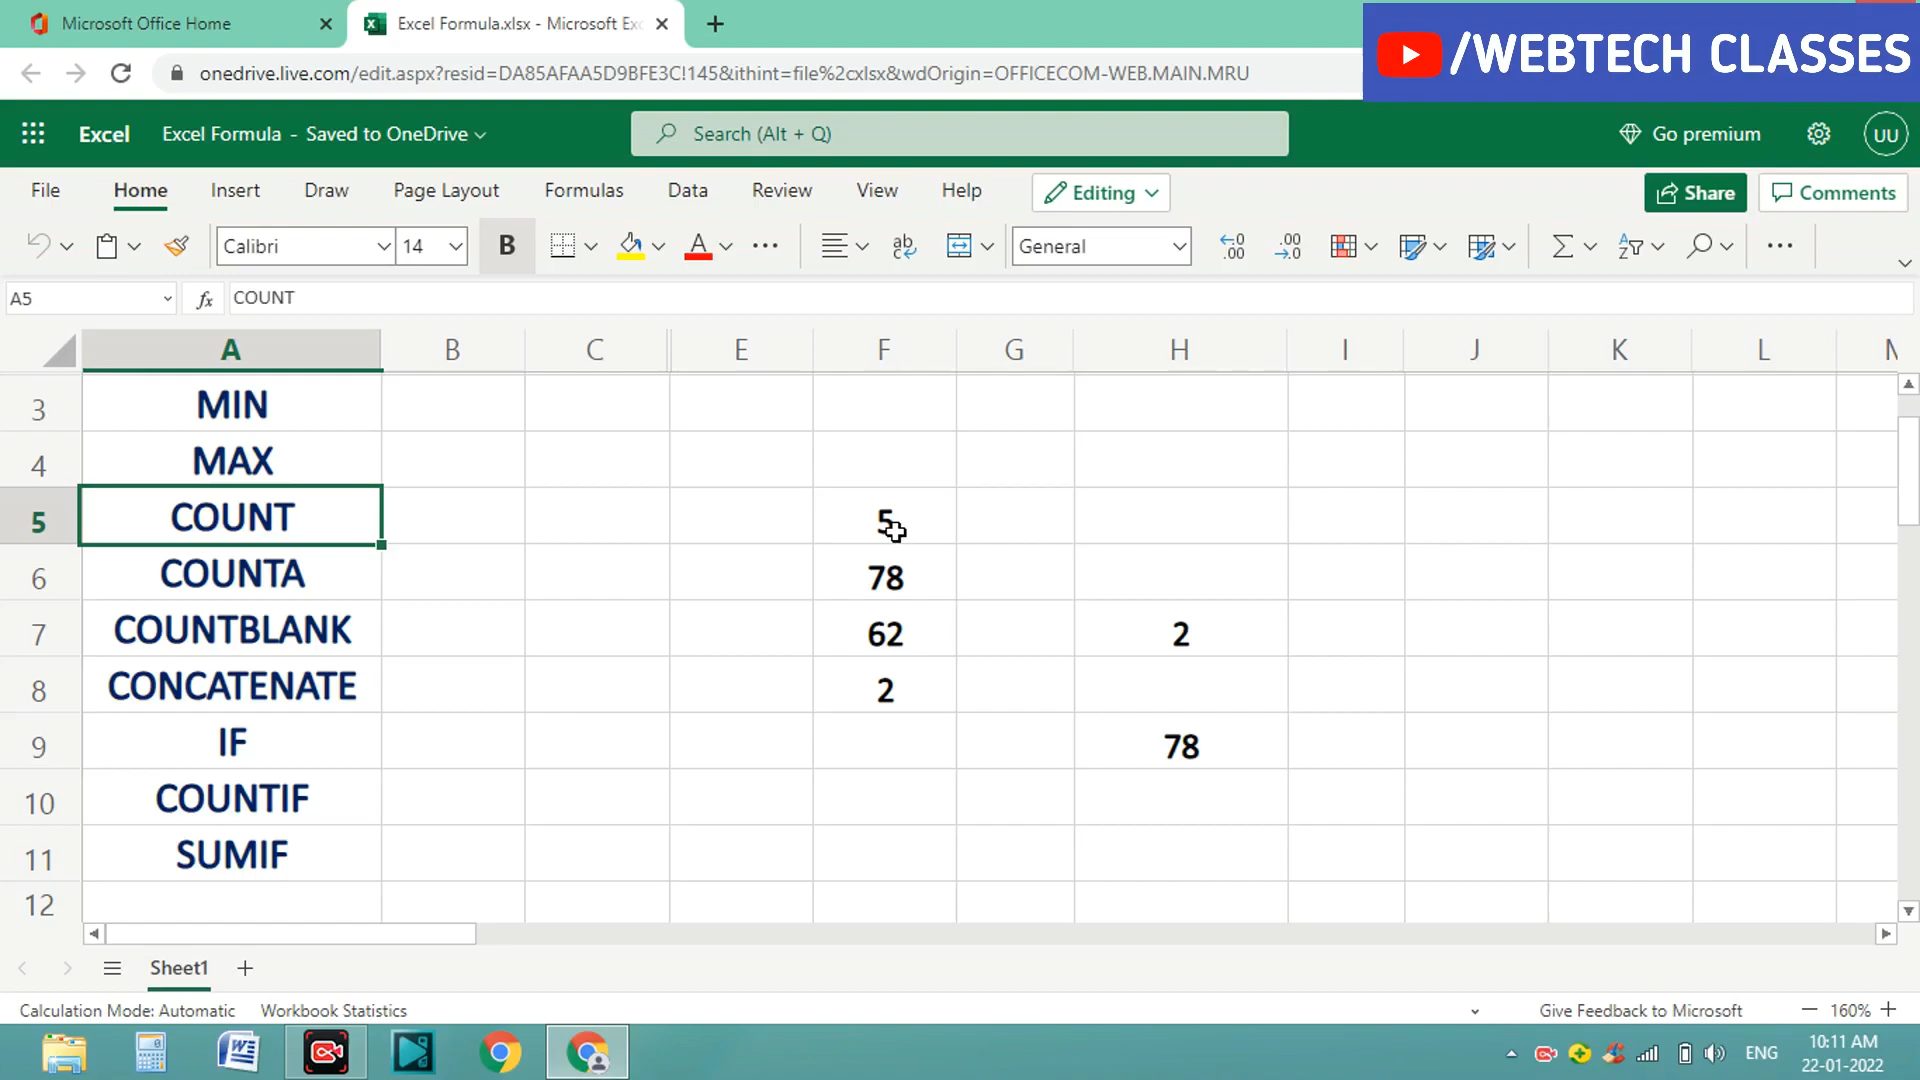 Microsoft Office Home
Excel Formula.xlsx - Microsoft Exc
/WEBTECH CLASSES
onedrive.live.com/edit.aspx?resid=DA85AFAA5D9BFE3C!145&ithint=file%2cxlsx&wdOrigin=OFFICECOM-WEB.MAIN.MRU
Excel
Excel Formula - Saved to OneDrive
Search (Alt + Q)
Go premium
UU
File Home Insert Draw Page Layout Formulas Data Review View Help
Editing
Share
Comments
Calibri
14
B
General
A5
fx
COUNT
A B C E F G H I J K L M
3 MIN
4 MAX
5 COUNT 5
6 COUNTA 78
7 COUNTBLANK 62 2
8 CONCATENATE 2
9 IF 78
10 COUNTIF
11 SUMIF
12
Sheet1
Calculation Mode: Automatic
Workbook Statistics
Give Feedback to Microsoft
160%
ENG
10:11 AM
22-01-2022